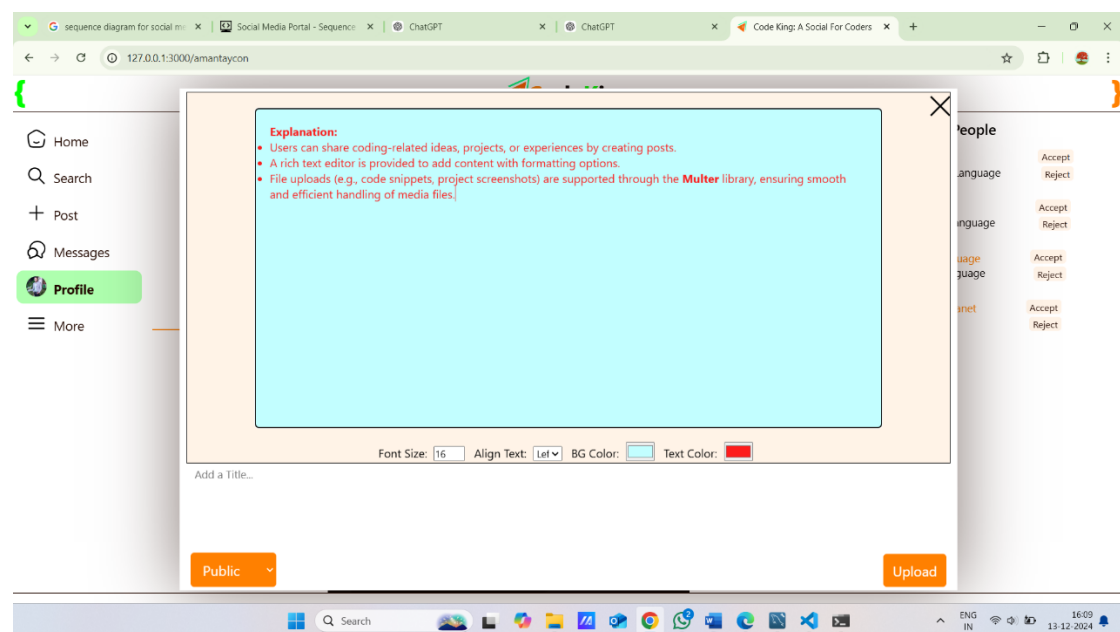 sequence diagram for social m
Social Media Portal - Sequence
ChatGPT
ChatGPT
Code King: A Social For Coders
127.0.0.1:3000/amantaycon
{
}
Home
Search
Post
Messages
Profile
More
Explanation:
• Users can share coding-related ideas, projects, or experiences by creating posts.
• A rich text editor is provided to add content with formatting options.
• File uploads (e.g., code snippets, project screenshots) are supported through the Multer library, ensuring smooth
and efficient handling of media files.
Font Size: 16 Align Text: Lef BG Color: Text Color:
Add a Title...
Public
Upload
People
Accept
anguage Reject
Accept
nguage Reject
uage Accept
guage Reject
anet Accept
Reject
Search
ENG
IN
16:09
13-12-2024